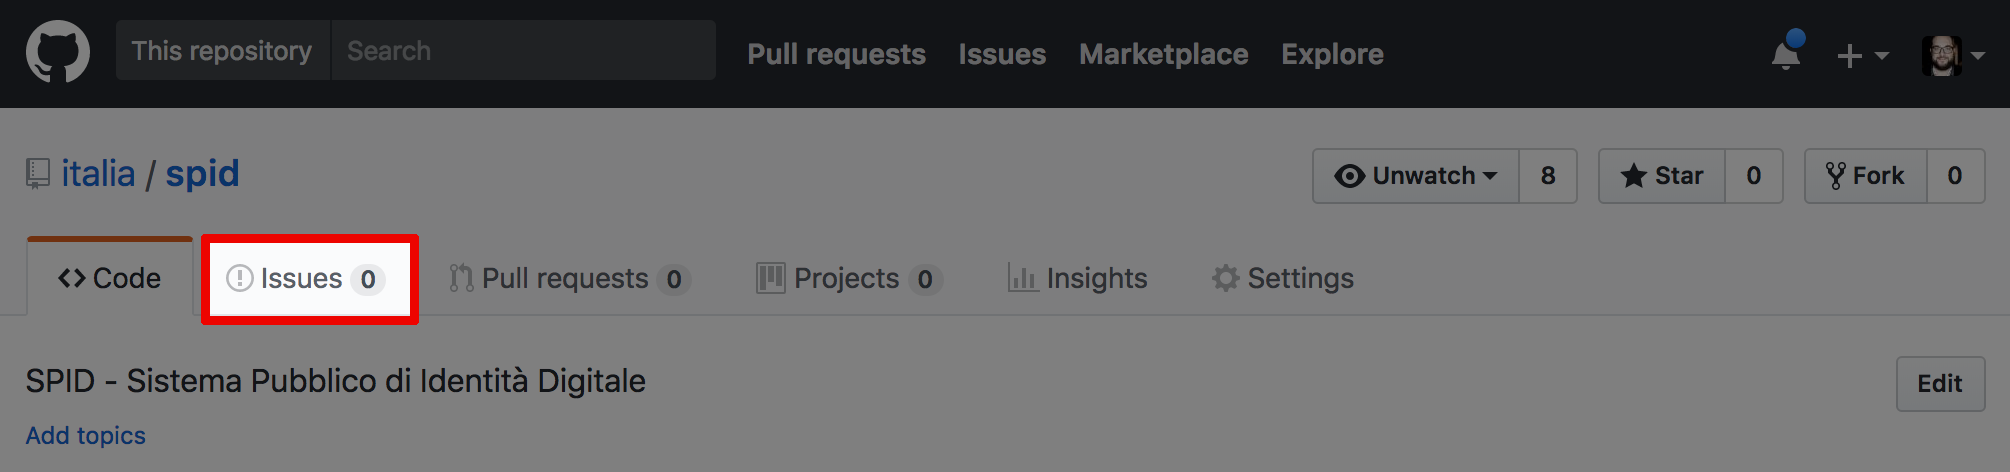 This repository Search Pull requests Issues Marketplace Explore
italia / spid Unwatch 8 Star 0 Fork 0
Code Issues 0 Pull requests 0 Projects 0 Insights Settings
SPID - Sistema Pubblico di Identità Digitale Edit
Add topics